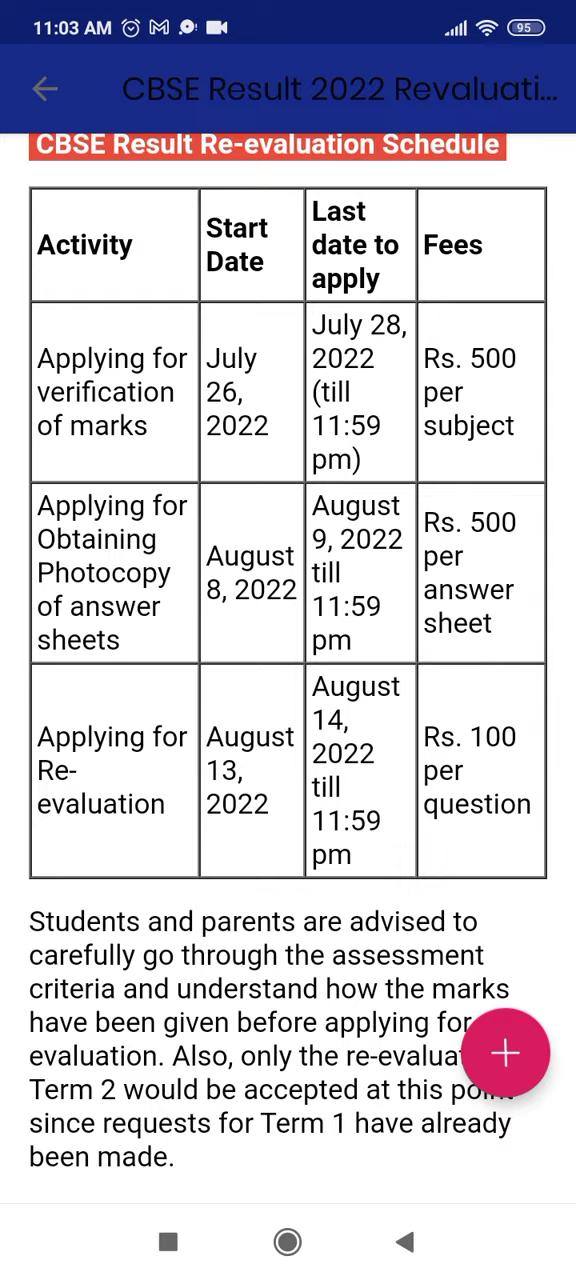 11:03 AM
95
CBSE Result 2022 Revaluati...
CBSE Result Re-evaluation Schedule
Activity
Start
Date
Last
date to
apply
Fees
Applying for
verification
of marks
July
26,
2022
July 28,
2022
(till
11:59
pm)
Rs. 500
per
subject
Applying for
Obtaining
Photocopy
of answer
sheets
August
8, 2022
August
9, 2022
till
11:59
pm
Rs. 500
per
answer
sheet
Applying for
Re-
evaluation
August
13,
2022
August
14,
2022
till
11:59
pm
Rs. 100
per
question
Students and parents are advised to
carefully go through the assessment
criteria and understand how the marks
have been given before applying for
evaluation. Also, only the
Term 2 would be accepted at this
since requests for Term 1 have already
been made.